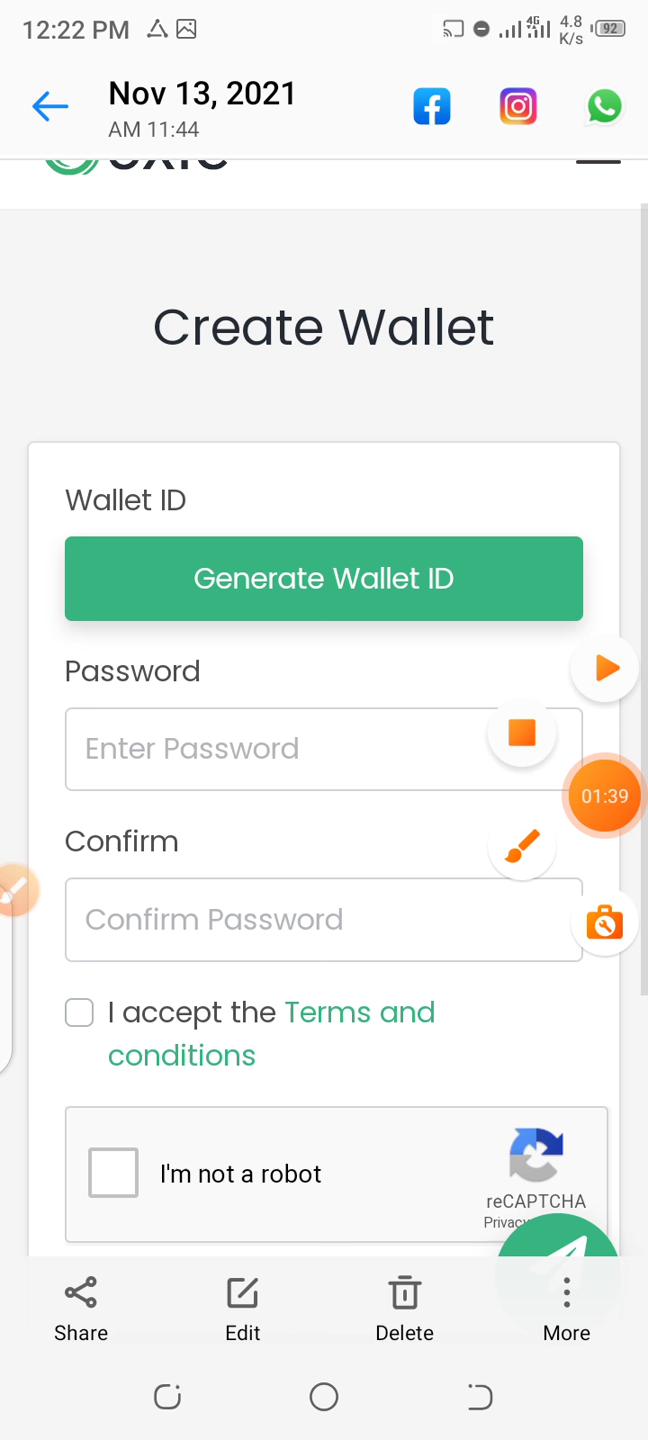 12:22 PM
4G
4.8
K/s
92
Nov 13, 2021
AM 11:44
Create Wallet
Wallet ID
Generate Wallet ID
Password
Enter Password
01:39
Confirm
Confirm Password
I accept the Terms and
conditions
I'm not a robot
reCAPTCHA
Privacy
Share
Edit
Delete
More